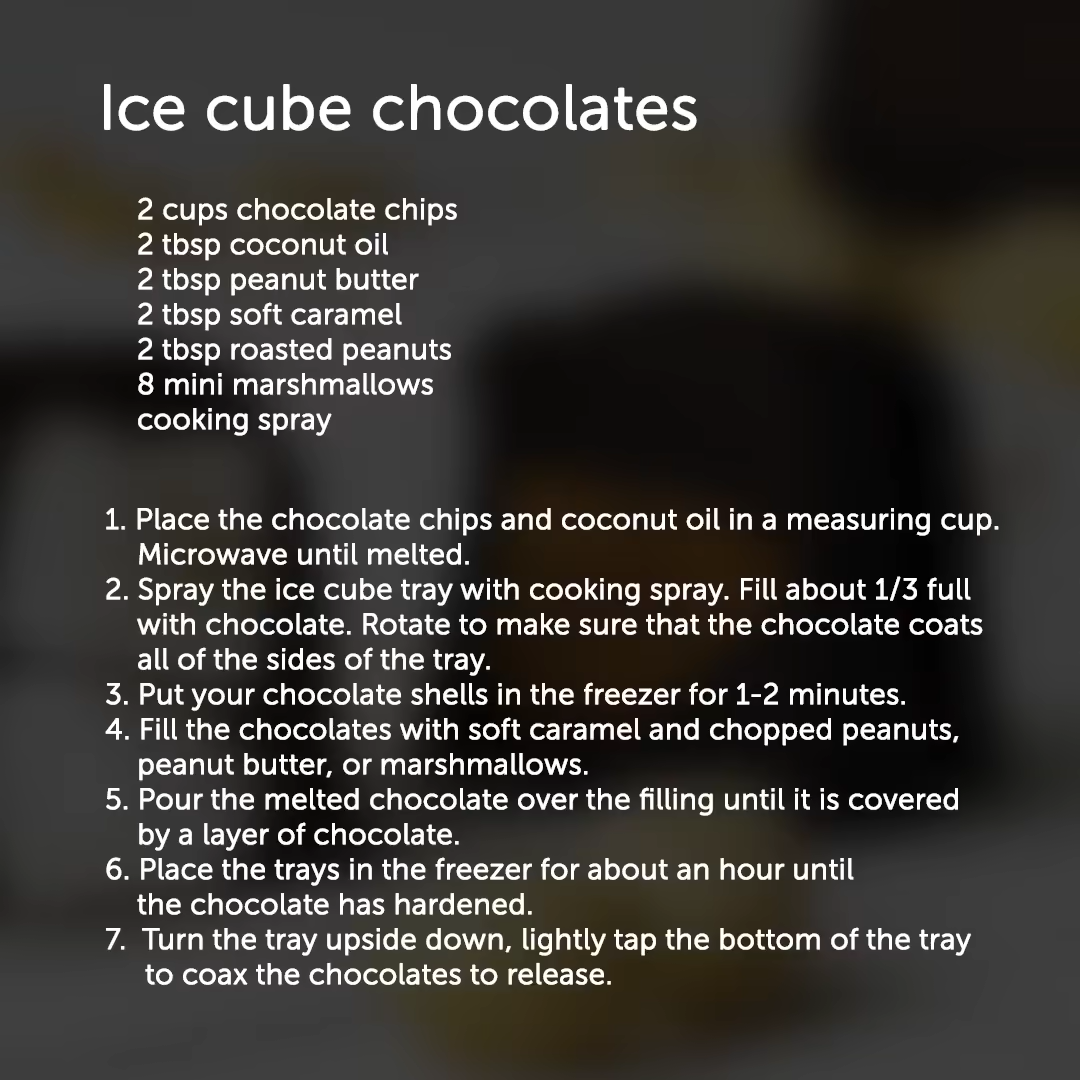 Ice cube chocolates
2 cups chocolate chips
2 tbsp coconut oil
2 tbsp peanut butter
2 tbsp soft caramel
2 tbsp roasted peanuts
8 mini marshmallows
cooking spray
1. Place the chocolate chips and coconut oil in a measuring cup.
Microwave until melted.
2. Spray the ice cube tray with cooking spray. Fill about 1/3 full
with chocolate. Rotate to make sure that the chocolate coats
all of the sides of the tray.
3. Put your chocolate shells in the freezer for 1-2 minutes.
4. Fill the chocolates with soft caramel and chopped peanuts,
peanut butter, or marshmallows.
5. Pour the melted chocolate over the filling until it is covered
by a layer of chocolate.
6. Place the trays in the freezer for about an hour until
the chocolate has hardened.
7. Turn the tray upside down, lightly tap the bottom of the tray
to coax the chocolates to release.